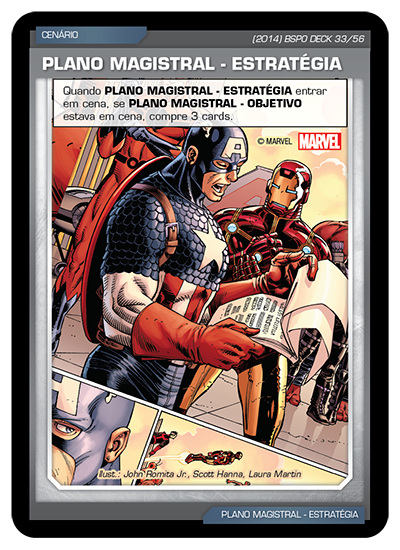 CENÁRIO
(2014) BSPO DECK 33/56
PLANO MAGISTRAL - ESTRATÉGIA
Quando PLANO MAGISTRAL - ESTRATÉGIA entrar
em cena, se PLANO MAGISTRAL - OBJETIVO
estava em cena, compre 3 cards.
© MARVEL MARVEL
Ilust.: John Romita Jr., Scott Hanna, Laura Martin
PLANO MAGISTRAL - ESTRATÉGIA